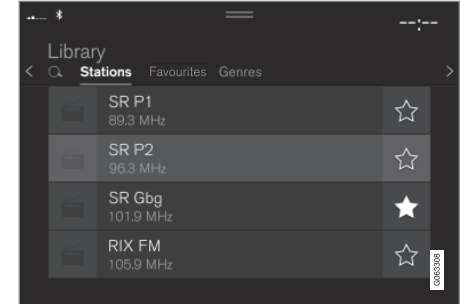 --:--
Library
Stations Favourites Genres
SR P1
89.3 MHz
SR P2
96.3 MHz
SR Gbg
101.9 MHz
RIX FM
105.9 MHz
G063308